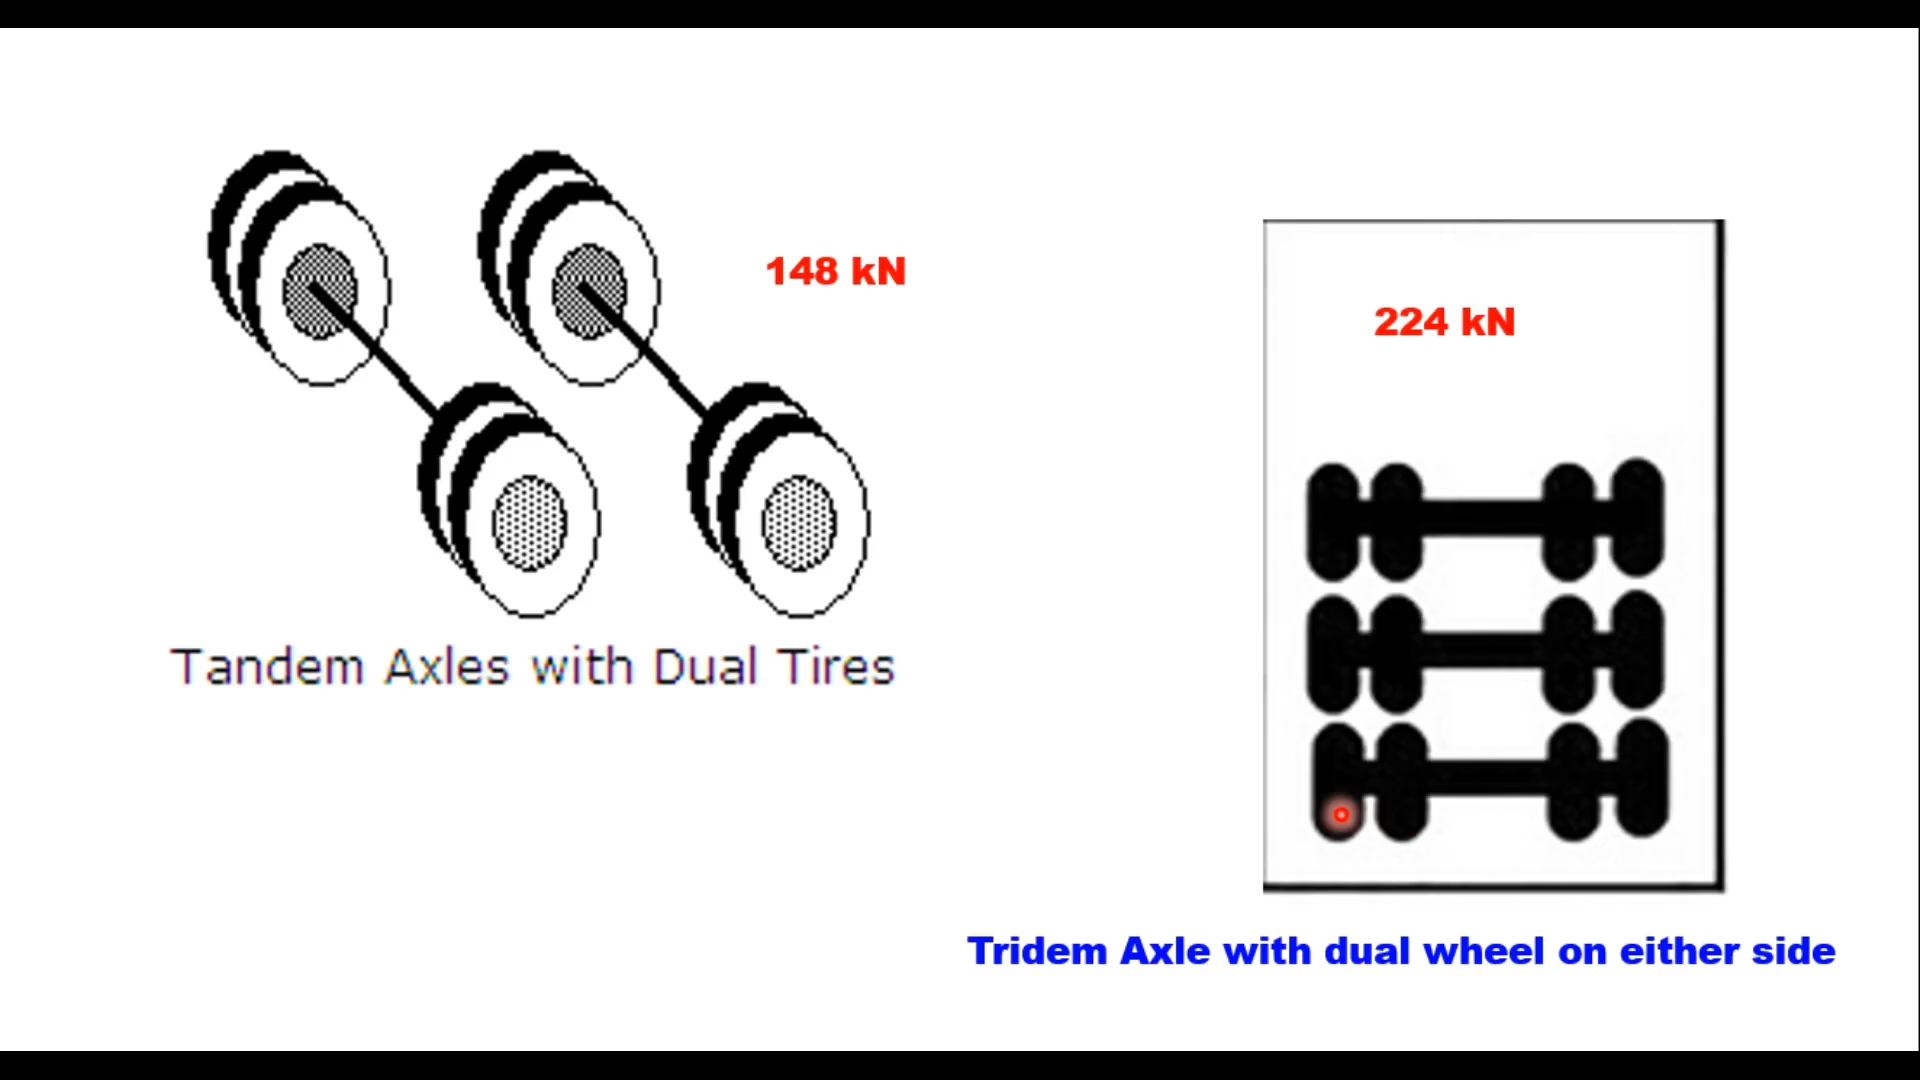 148 kN
Tandem Axles with Dual Tires
224 kN
Tridem Axle with dual wheel on either side